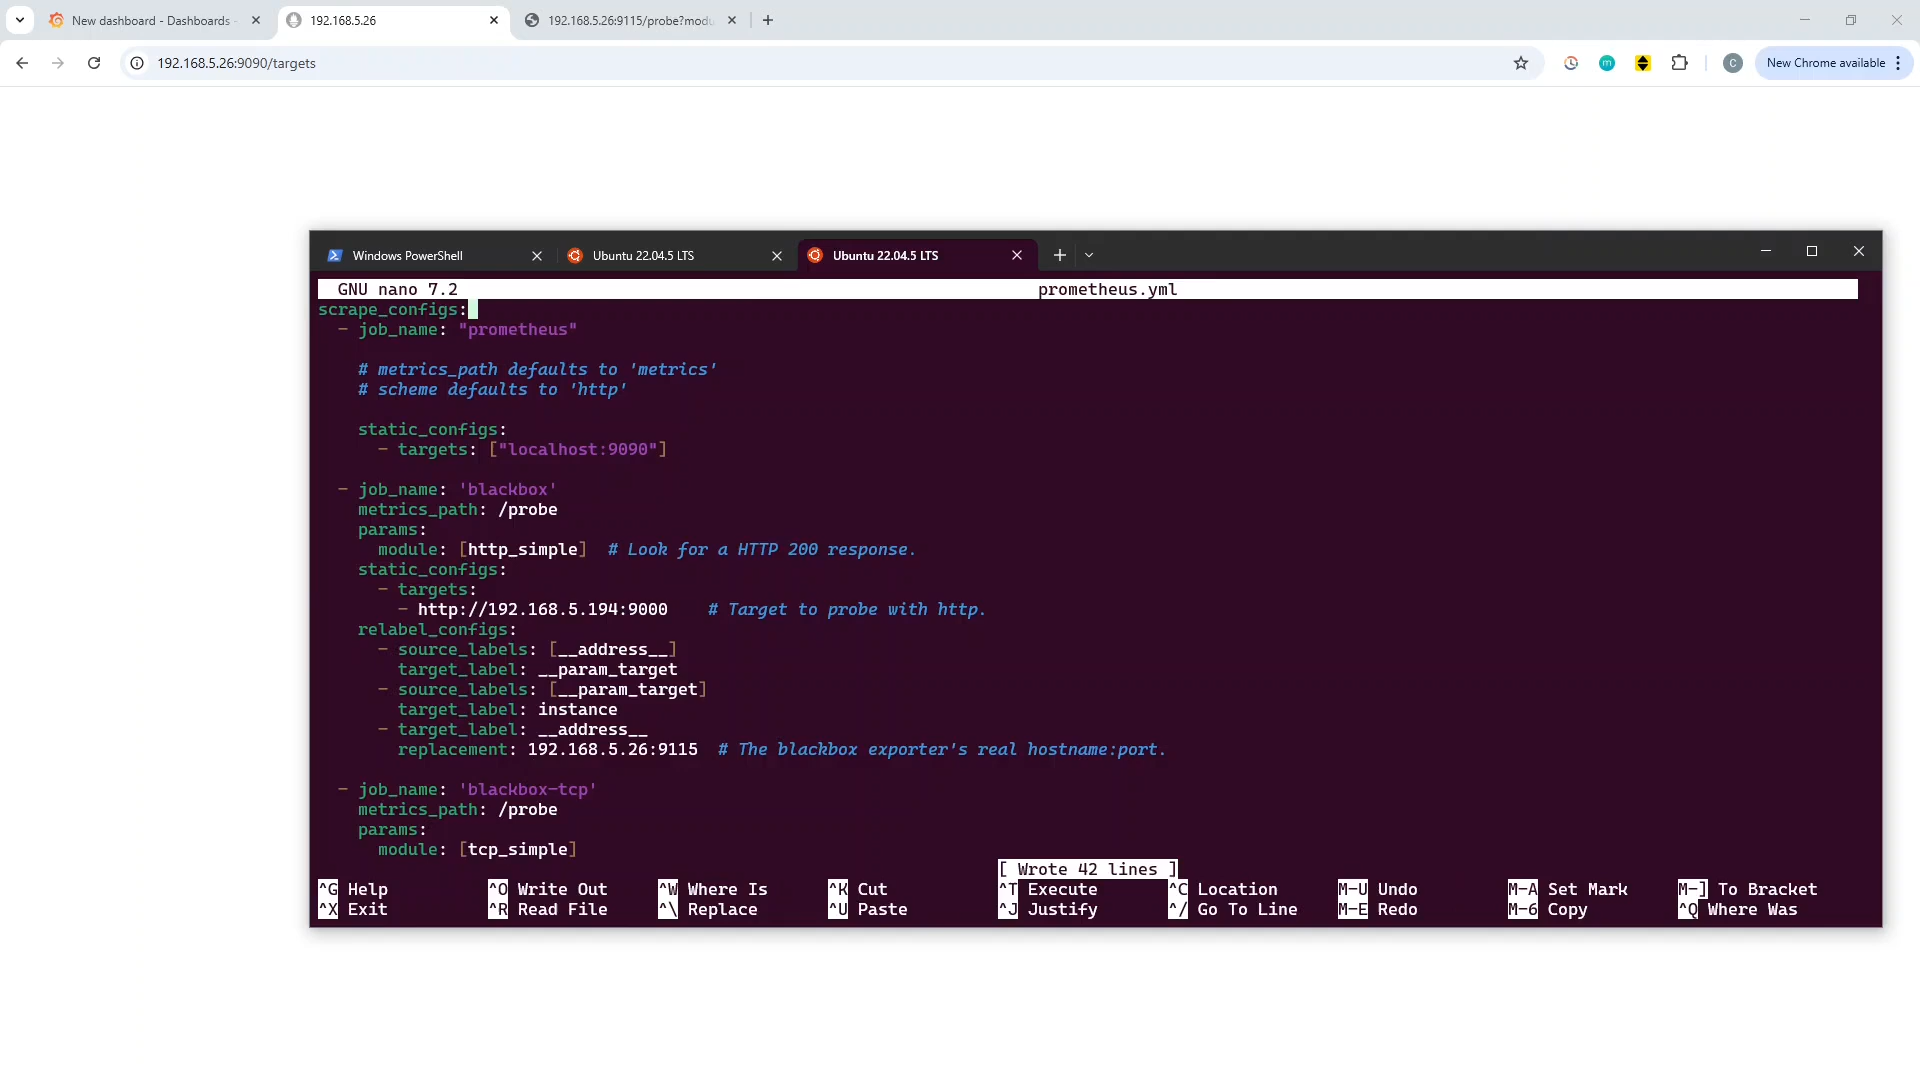 New dashboard - Dashboards -
192.168.5.26
192.168.5.26:9115/probe?modu
192.168.5.26:9090/targets
m
C
New Chrome available
Windows PowerShell
Ubuntu 22.04.5 LTS
Ubuntu 22.04.5 LTS
GNU nano 7.2 prometheus.yml
scrape_configs:
  - job_name: "prometheus"
    # metrics_path defaults to 'metrics'
    # scheme defaults to 'http'
    static_configs:
      - targets: ["localhost:9090"]
  - job_name: 'blackbox'
    metrics_path: /probe
    params:
      module: [http_simple]  # Look for a HTTP 200 response.
    static_configs:
      - targets:
        - http://192.168.5.194:9000    # Target to probe with http.
    relabel_configs:
      - source_labels: [__address__]
        target_label: __param_target
      - source_labels: [__param_target]
        target_label: instance
      - target_label: __address__
        replacement: 192.168.5.26:9115  # The blackbox exporter's real hostname:port.
  - job_name: 'blackbox-tcp'
    metrics_path: /probe
    params:
      module: [tcp_simple]
[ Wrote 42 lines ]
^G Help ^O Write Out ^W Where Is ^K Cut ^T Execute ^C Location M-U Undo M-A Set Mark M-] To Bracket
^X Exit ^R Read File ^\ Replace ^U Paste ^J Justify ^/ Go To Line M-E Redo M-6 Copy ^Q Where Was